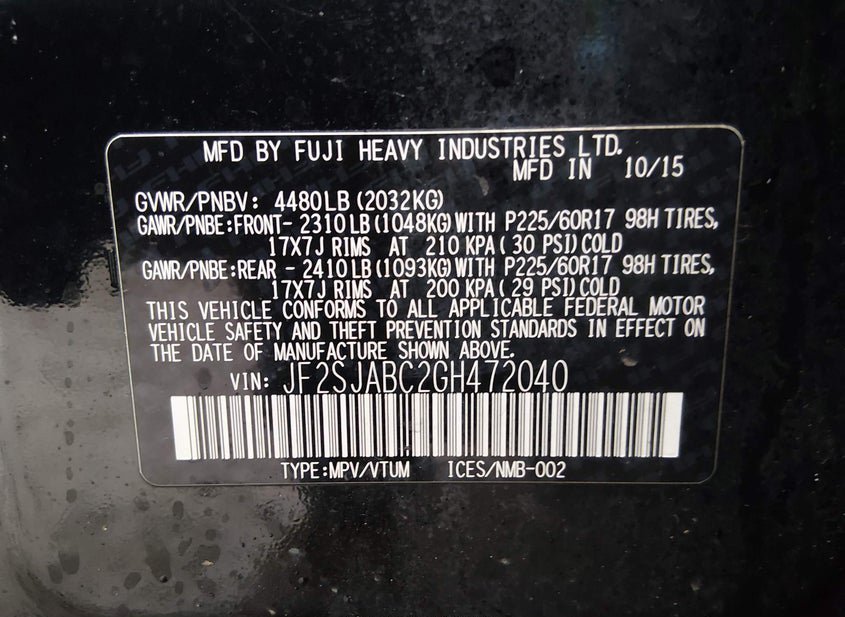 MFD BY FUJI HEAVY INDUSTRIES LTD.
MFD IN 10/15
GVWR/PNBV: 4480LB (2032KG)
GAWR/PNBE:FRONT- 2310LB (1048KG) WITH P225/60R17 98H TIRES,
17X7J RIMS AT 210 KPA ( 30 PSI) COLD
GAWR/PNBE:REAR - 2410LB (1093KG) WITH P225/60R17 98H TIRES,
17X7J RIMS AT 200 KPA ( 29 PSI) COLD
THIS VEHICLE CONFORMS TO ALL APPLICABLE FEDERAL MOTOR
VEHICLE SAFETY AND THEFT PREVENTION STANDARDS IN EFFECT ON
THE DATE OF MANUFACTURE SHOWN ABOVE.
VIN: JF2SJABC2GH472040
TYPE:MPV/VTUM ICES/NMB-002